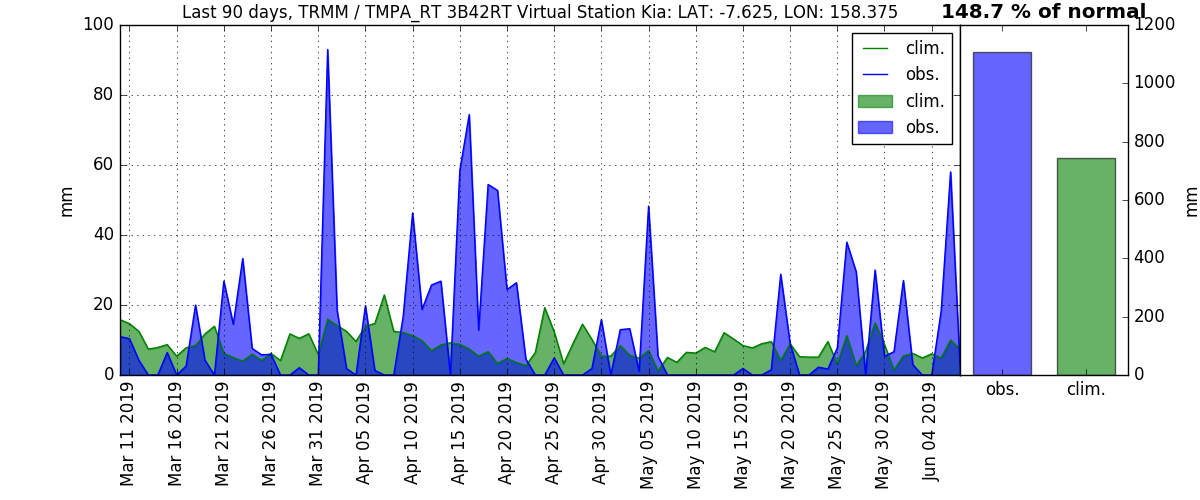 Last 90 days, TRMM / TMPA_RT 3B42RT Virtual Station Kia: LAT: -7.625, LON: 158.375
148.7 % of normal
100
80
60
40
20
0
mm
clim.
obs.
clim.
obs.
1200
1000
800
600
400
200
0
mm
Mar 11 2019
Mar 16 2019
Mar 21 2019
Mar 26 2019
Mar 31 2019
Apr 05 2019
Apr 10 2019
Apr 15 2019
Apr 20 2019
Apr 25 2019
Apr 30 2019
May 05 2019
May 10 2019
May 15 2019
May 20 2019
May 25 2019
May 30 2019
Jun 04 2019
obs.
clim.